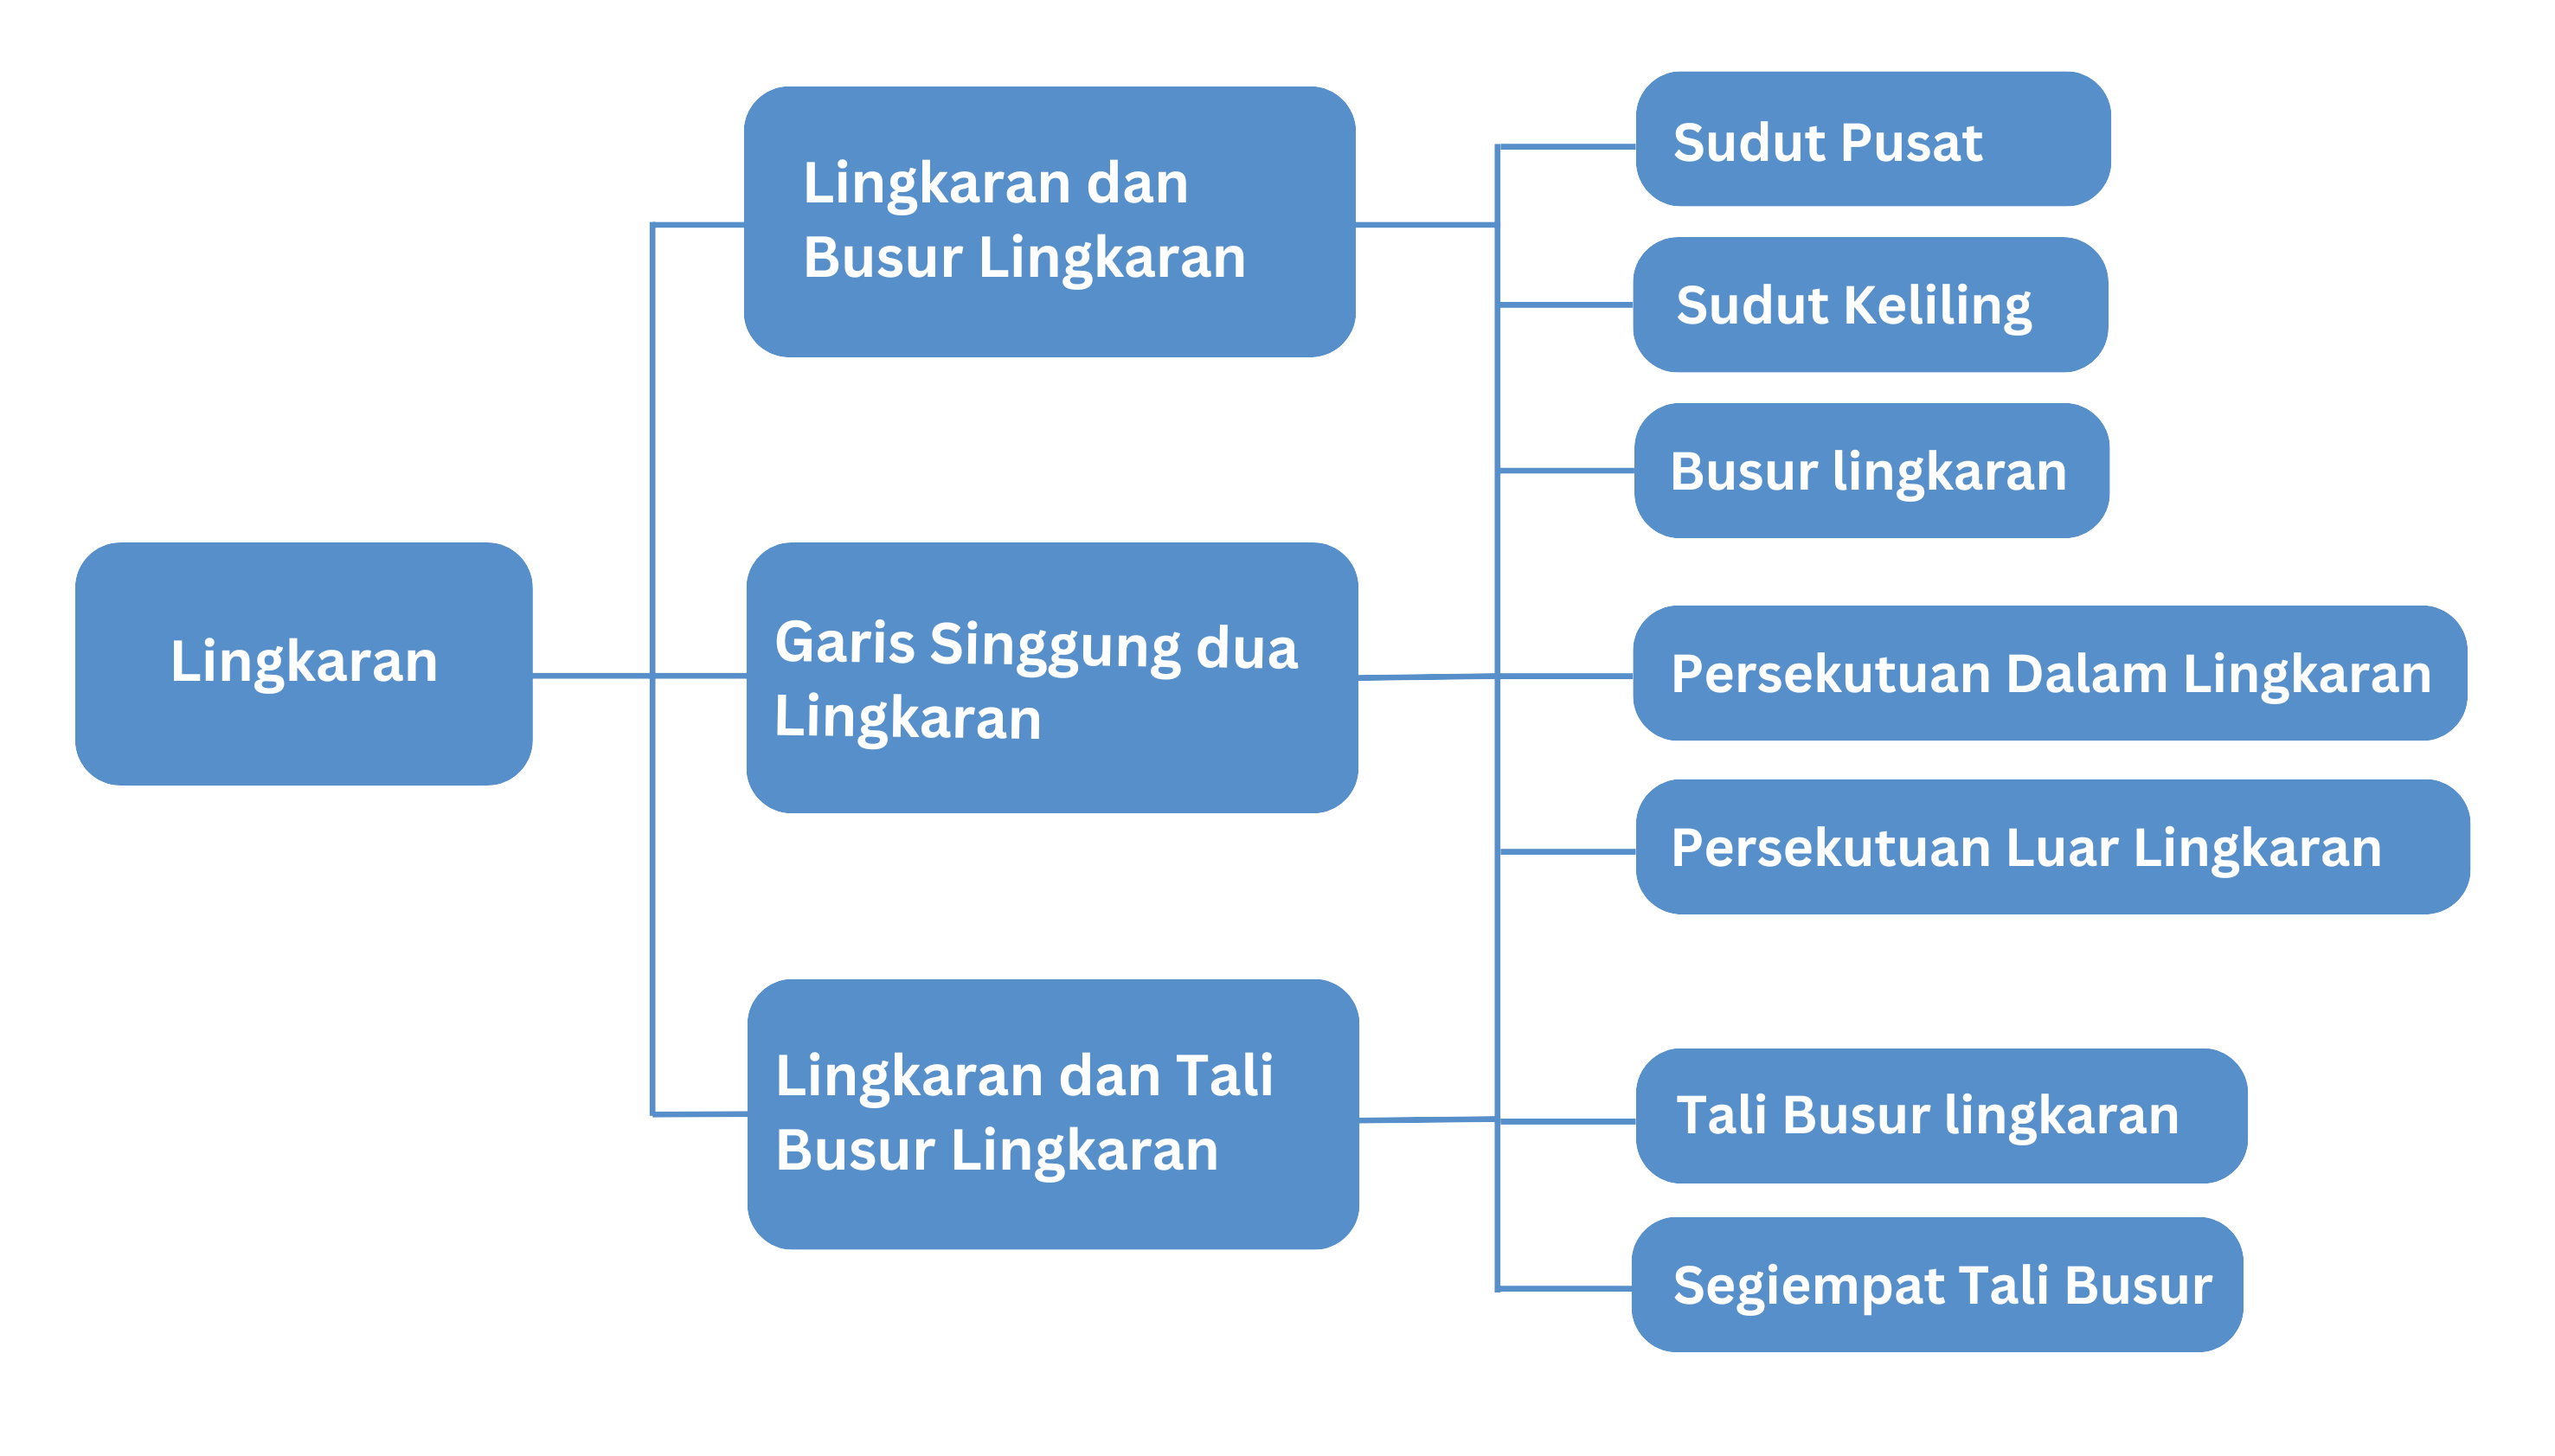 Lingkaran
Lingkaran dan
Busur Lingkaran
Garis Singgung dua
Lingkaran
Lingkaran dan Tali
Busur Lingkaran
Sudut Pusat
Sudut Keliling
Busur lingkaran
Persekutuan Dalam Lingkaran
Persekutuan Luar Lingkaran
Tali Busur lingkaran
Segiempat Tali Busur